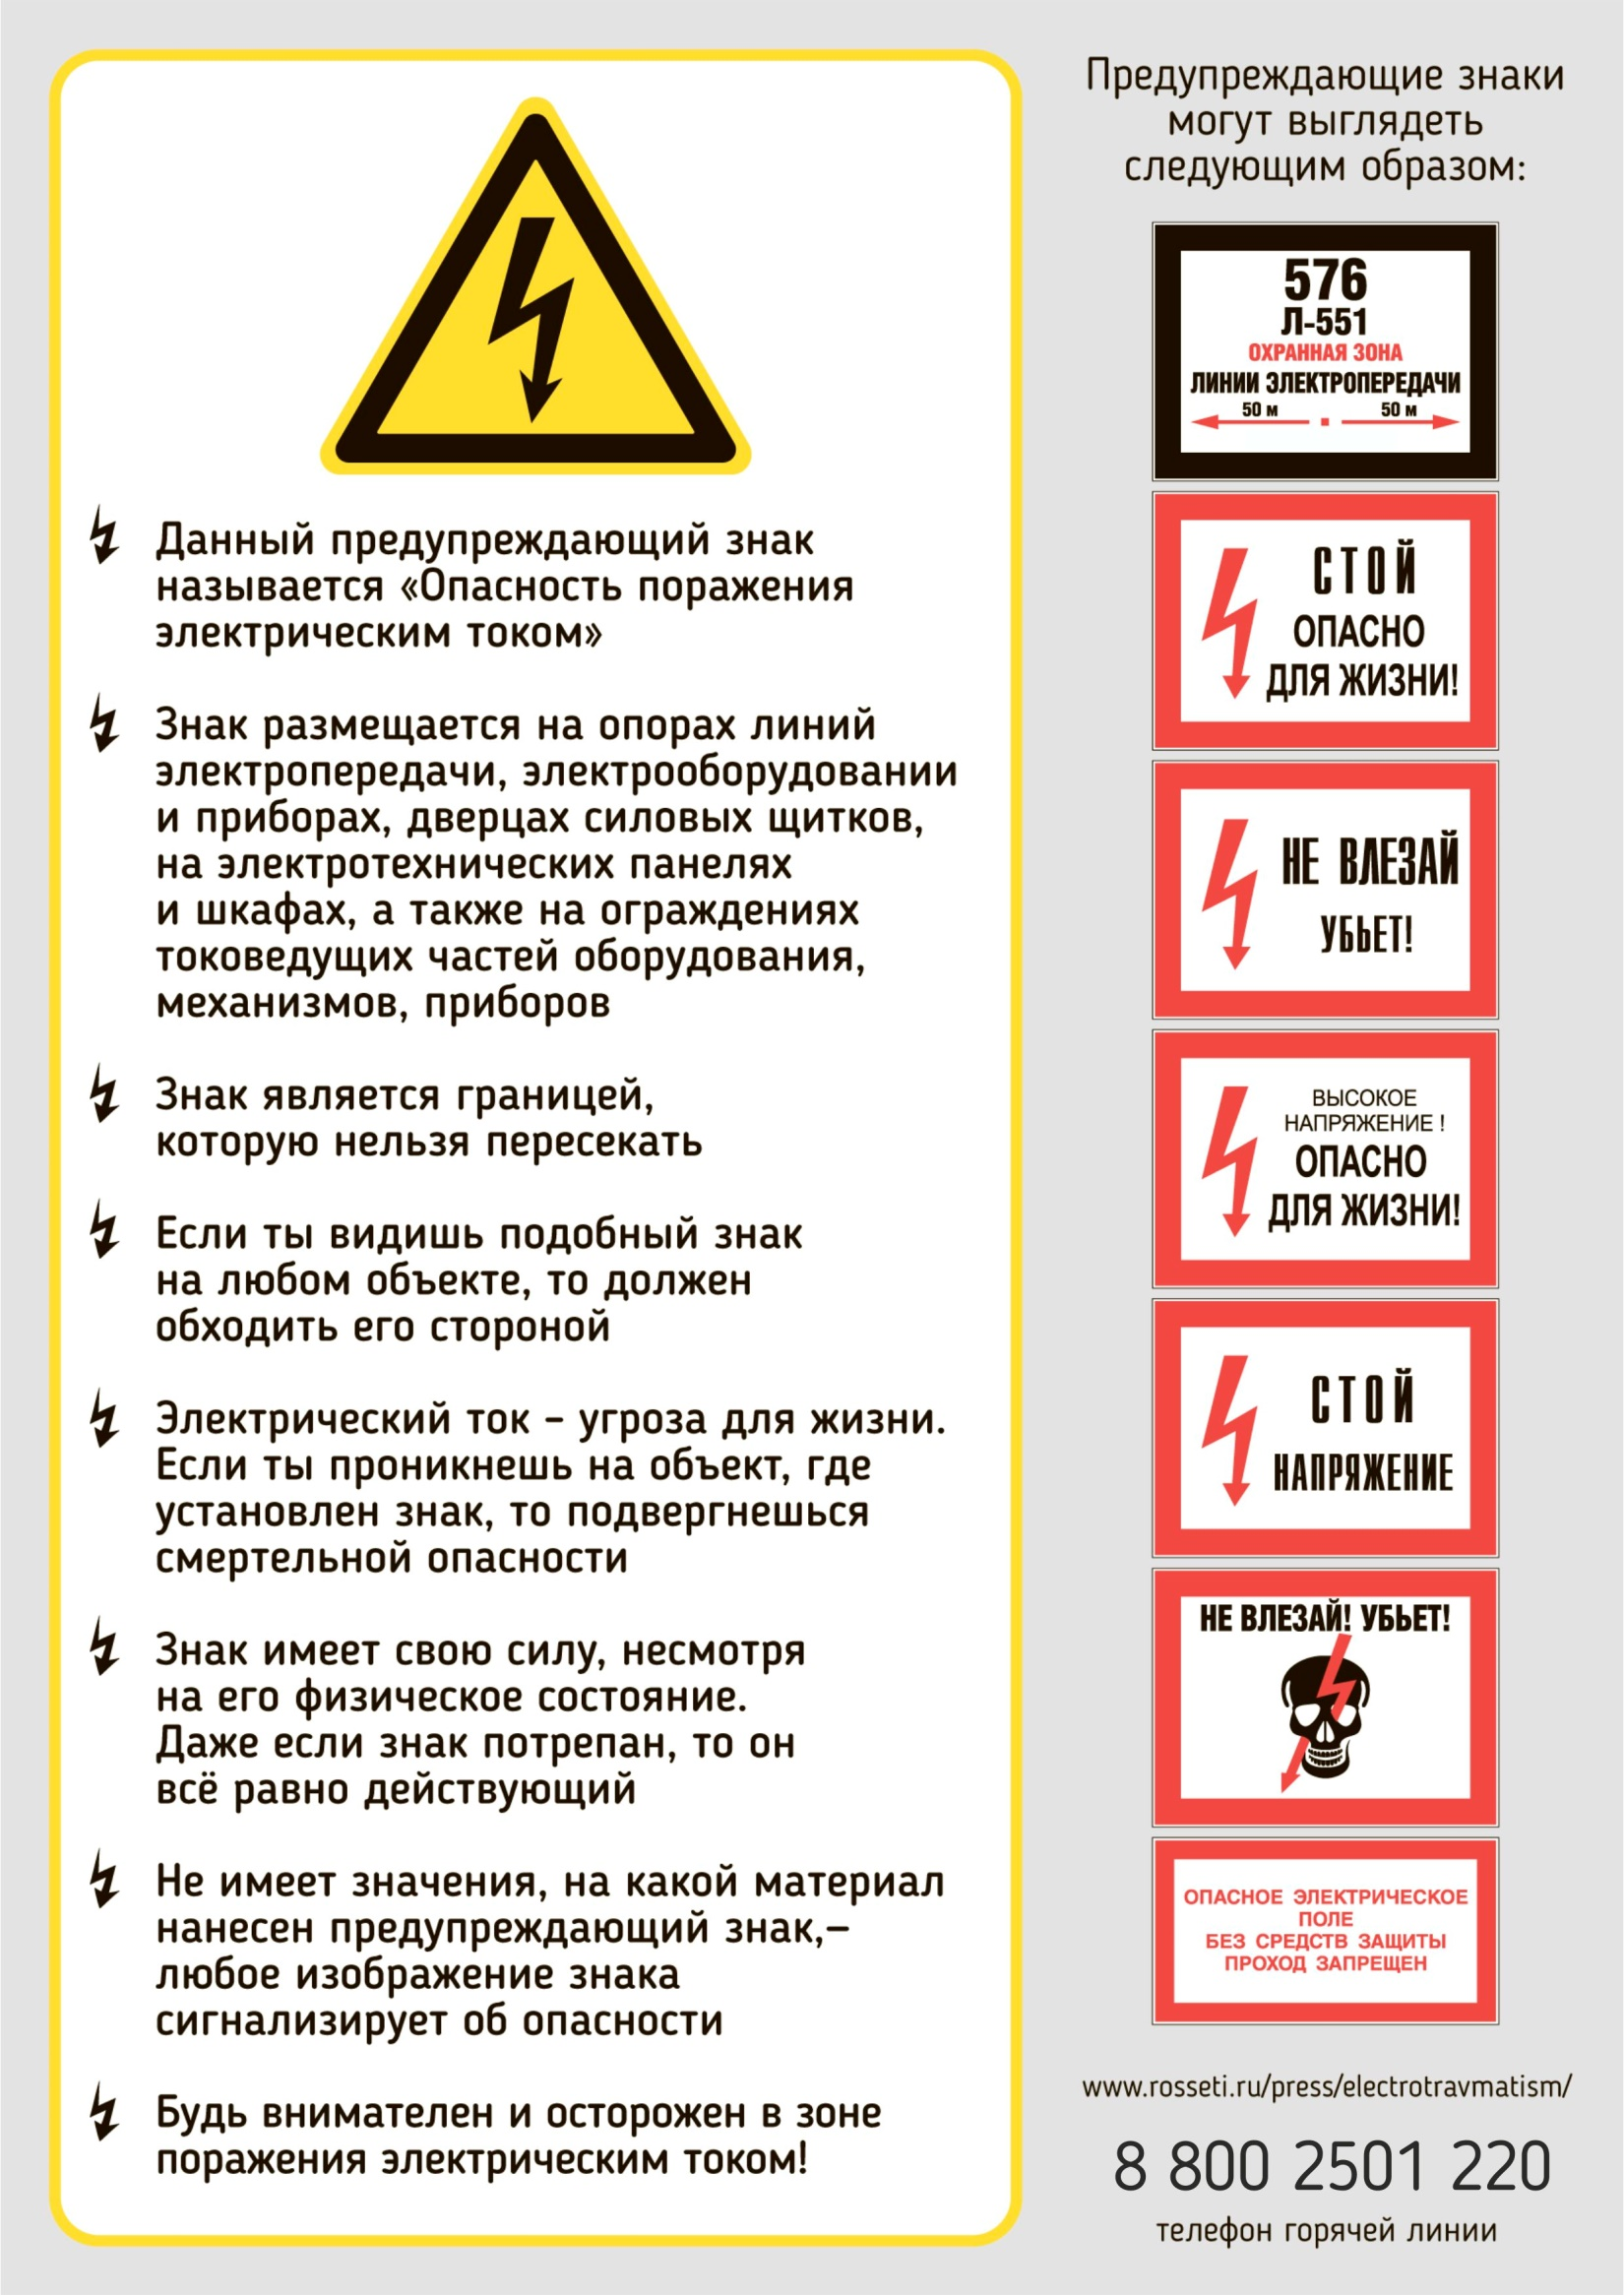 Данный предупреждающий знак
называется «Опасность поражения
электрическим током»
Знак размещается на опорах линий
электропередачи, электрооборудовании
и приборах, дверцах силовых щитков,
на электротехнических панелях
и шкафах, а также на ограждениях
токоведущих частей оборудования,
механизмов, приборов
Знак является границей,
которую нельзя пересекать
Если ты видишь подобный знак
на любом объекте, то должен
обходить его стороной
Электрический ток – угроза для жизни.
Если ты проникнешь на объект, где
установлен знак, то подвергнешься
смертельной опасности
Знак имеет свою силу, несмотря
на его физическое состояние.
Даже если знак потрепан, то он
всё равно действующий
Не имеет значения, на какой материал
нанесен предупреждающий знак,–
любое изображение знака
сигнализирует об опасности
Будь внимателен и осторожен в зоне
поражения электрическим током!
Предупреждающие знаки
могут выглядеть
следующим образом:
576
Л-551
ОХРАННАЯ ЗОНА
ЛИНИИ ЭЛЕКТРОПЕРЕДАЧИ
50 м 50 м
СТОЙ
ОПАСНО
ДЛЯ ЖИЗНИ!
НЕ ВЛЕЗАЙ
УБЬЕТ!
ВЫСОКОЕ
НАПРЯЖЕНИЕ !
ОПАСНО
ДЛЯ ЖИЗНИ!
СТОЙ
НАПРЯЖЕНИЕ
НЕ ВЛЕЗАЙ! УБЬЕТ!
ОПАСНОЕ ЭЛЕКТРИЧЕСКОЕ
ПОЛЕ
БЕЗ СРЕДСТВ ЗАЩИТЫ
ПРОХОД ЗАПРЕЩЕН
www.rosseti.ru/press/electrotravmatism/
8 800 2501 220
телефон горячей линии